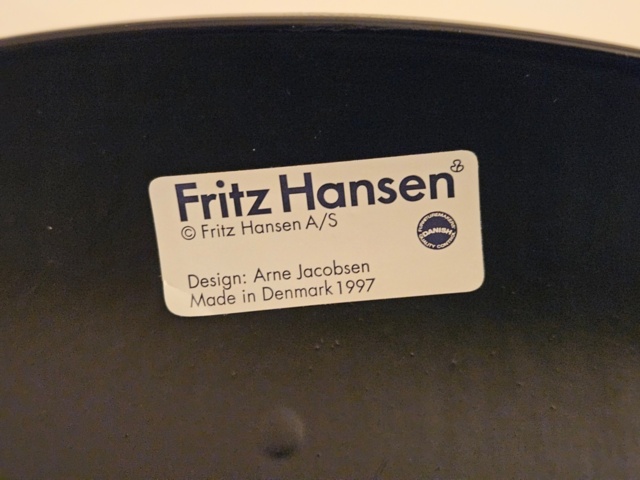 Fritz Hansen
© Fritz Hansen A/S
DANISH
Design: Arne Jacobsen
Made in Denmark 1997